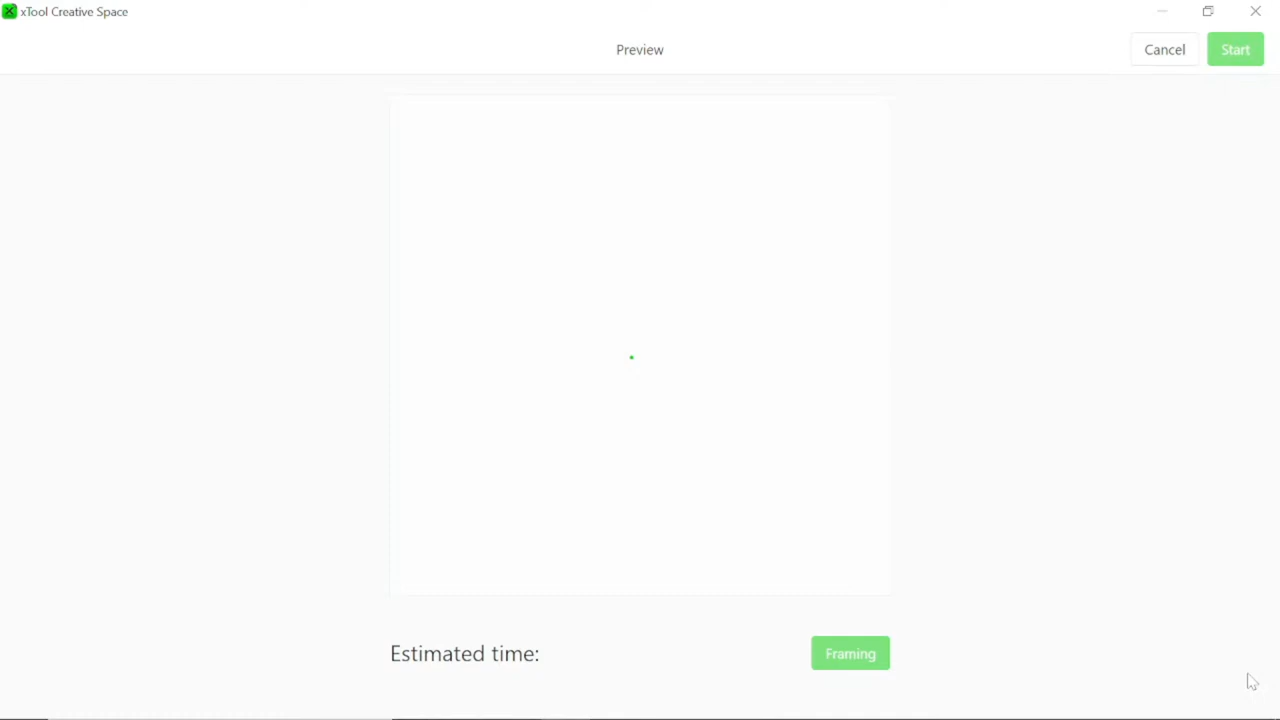 xTool Creative Space
Preview
Cancel
Start
Estimated time:
Framing